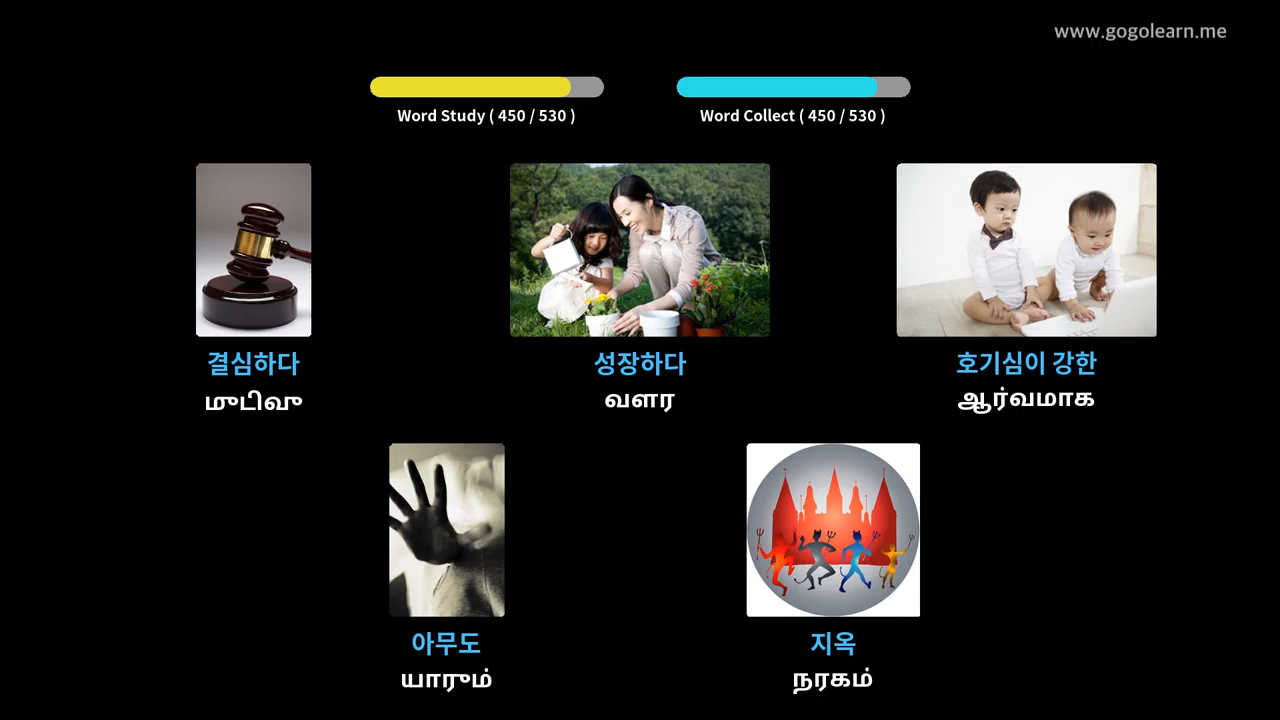 www.gogolearn.me
Word Study ( 450 / 530 )
Word Collect ( 450 / 530 )
결심하다
முடிவு
성장하다
வளர
호기심이 강한
ஆர்வமாக
아무도
யாரும்
지옥
நரகம்